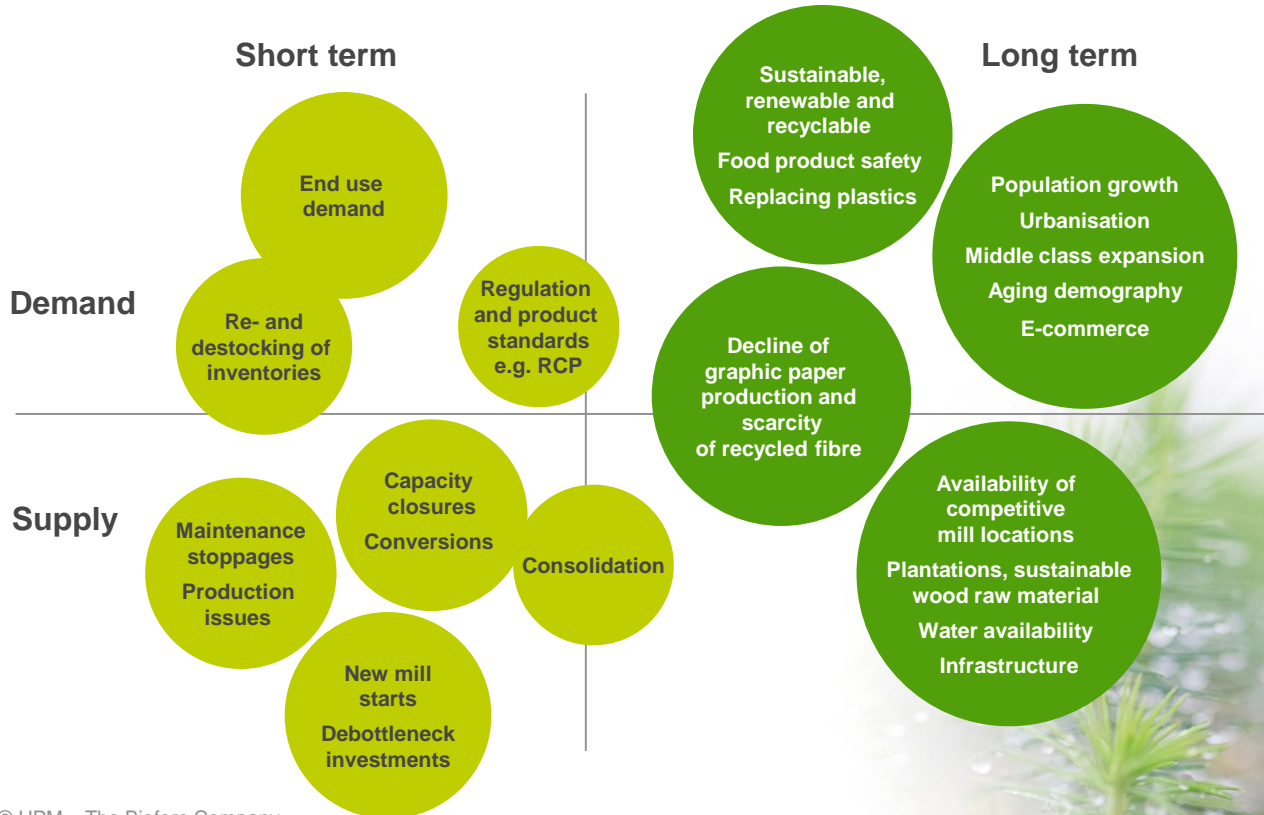 Short term
Long term
Demand
Supply
End use
demand
Re- and
destocking of
inventories
Regulation
and product
standards
e.g. RCP
Sustainable,
renewable and
recyclable
Food product safety
Replacing plastics
Population growth
Urbanisation
Middle class expansion
Aging demography
E-commerce
Decline of
graphic paper
production and
scarcity
of recycled fibre
Maintenance
stoppages
Production
issues
Capacity
closures
Conversions
Consolidation
New mill
starts
Debottleneck
investments
Availability of
competitive
mill locations
Plantations, sustainable
wood raw material
Water availability
Infrastructure